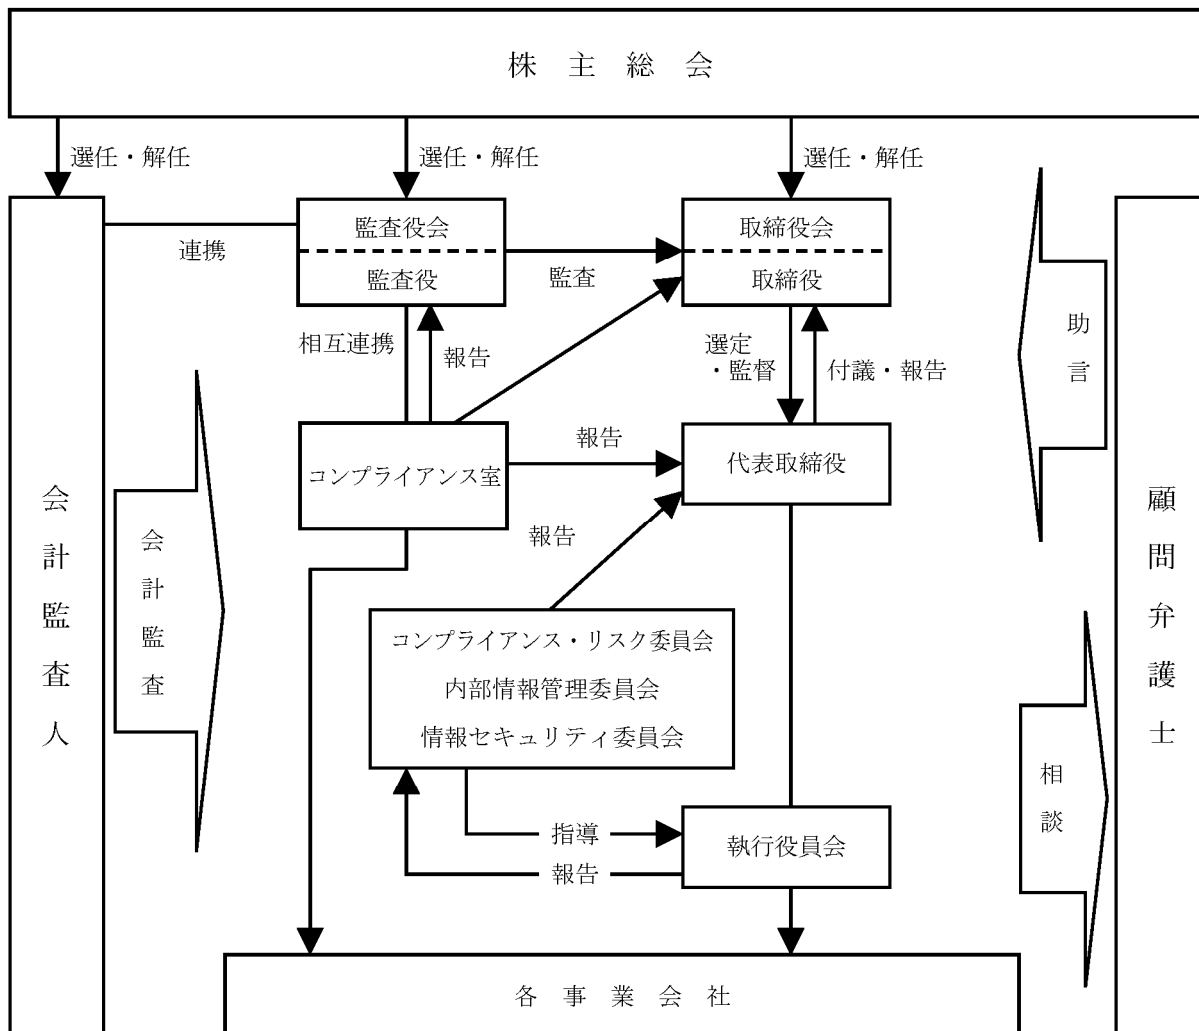 株主総会
選任・解任
選任・解任
選任・解任
監査役会
監査役
取締役会
取締役
連携
監査
相互連携
報告
選定
・監督
付議・報告
助言
コンプライアンス室
報告
代表取締役
報告
会計監査人
会計監査
顧問弁護士
コンプライアンス・リスク委員会
内部情報管理委員会
情報セキュリティ委員会
相談
指導
報告
執行役員会
各事業会社